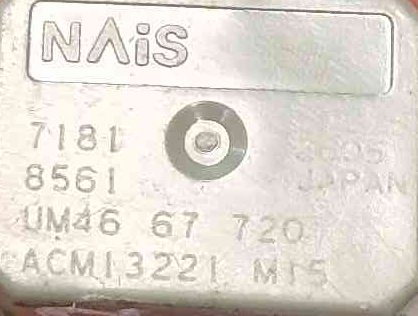 NAiS
7181
8561 JAPAN
UM46 67 720
ACM13221 M15